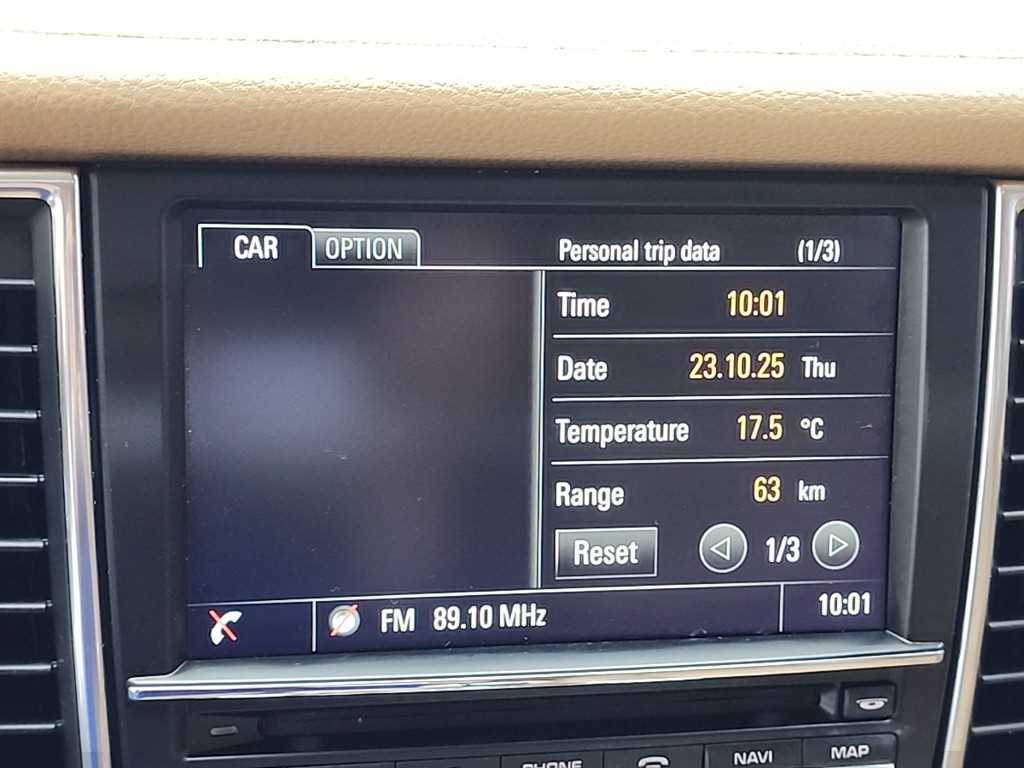 CAR OPTION Personal trip data (1/3)
Time 10:01
Date 23.10.25 Thu
Temperature 17.5 °C
Range 63 km
Reset 1/3
FM 89.10 MHz 10:01
PHONE NAVI MAP